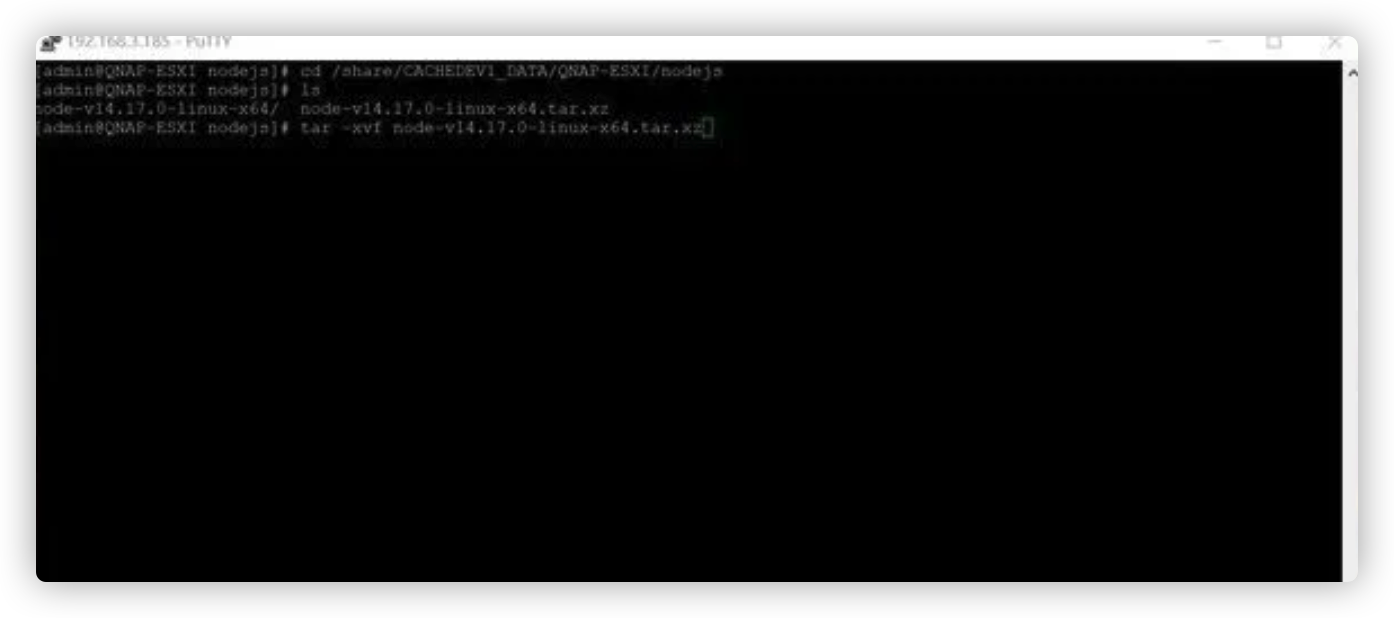 192.168.3.185 - PuTTY
[admin@QNAP-ESXI nodejs]# cd /share/CACHEDEV1_DATA/QNAP-ESXI/nodejs
[admin@QNAP-ESXI nodejs]# ls
node-v14.17.0-linux-x64/  node-v14.17.0-linux-x64.tar.xz
[admin@QNAP-ESXI nodejs]# tar -xvf node-v14.17.0-linux-x64.tar.xz